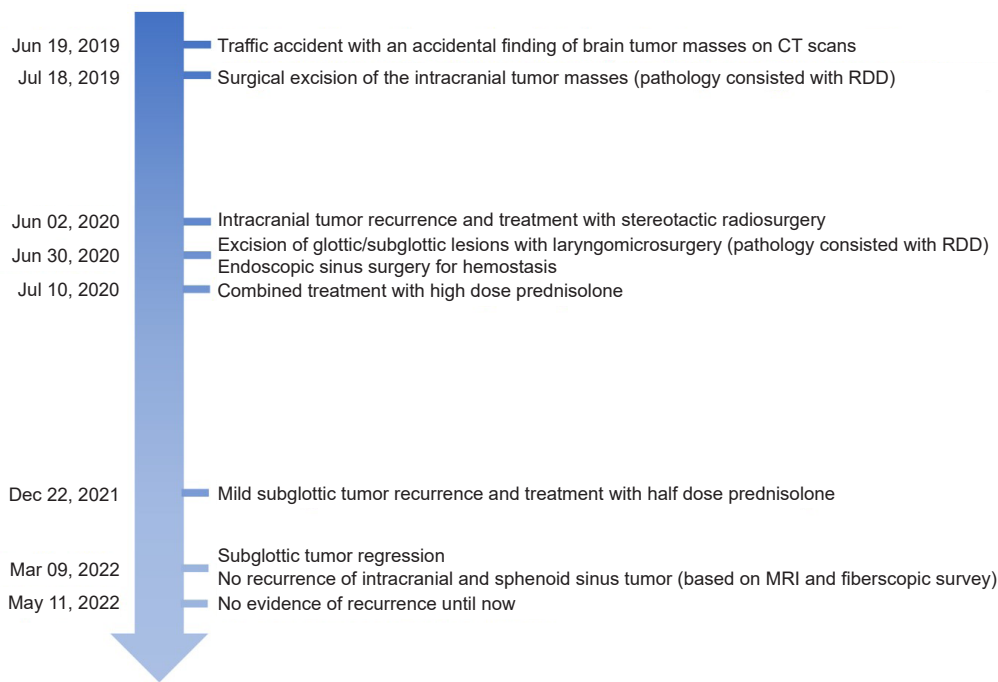 Jun 19, 2019 Traffic accident with an accidental finding of brain tumor masses on CT scans
Jul 18, 2019 Surgical excision of the intracranial tumor masses (pathology consisted with RDD)
Jun 02, 2020 Intracranial tumor recurrence and treatment with stereotactic radiosurgery
Jun 30, 2020 Excision of glottic/subglottic lesions with laryngomicrosurgery (pathology consisted with RDD)
Endoscopic sinus surgery for hemostasis
Jul 10, 2020 Combined treatment with high dose prednisolone
Dec 22, 2021 Mild subglottic tumor recurrence and treatment with half dose prednisolone
Mar 09, 2022 Subglottic tumor regression
No recurrence of intracranial and sphenoid sinus tumor (based on MRI and fiberscopic survey)
May 11, 2022 No evidence of recurrence until now